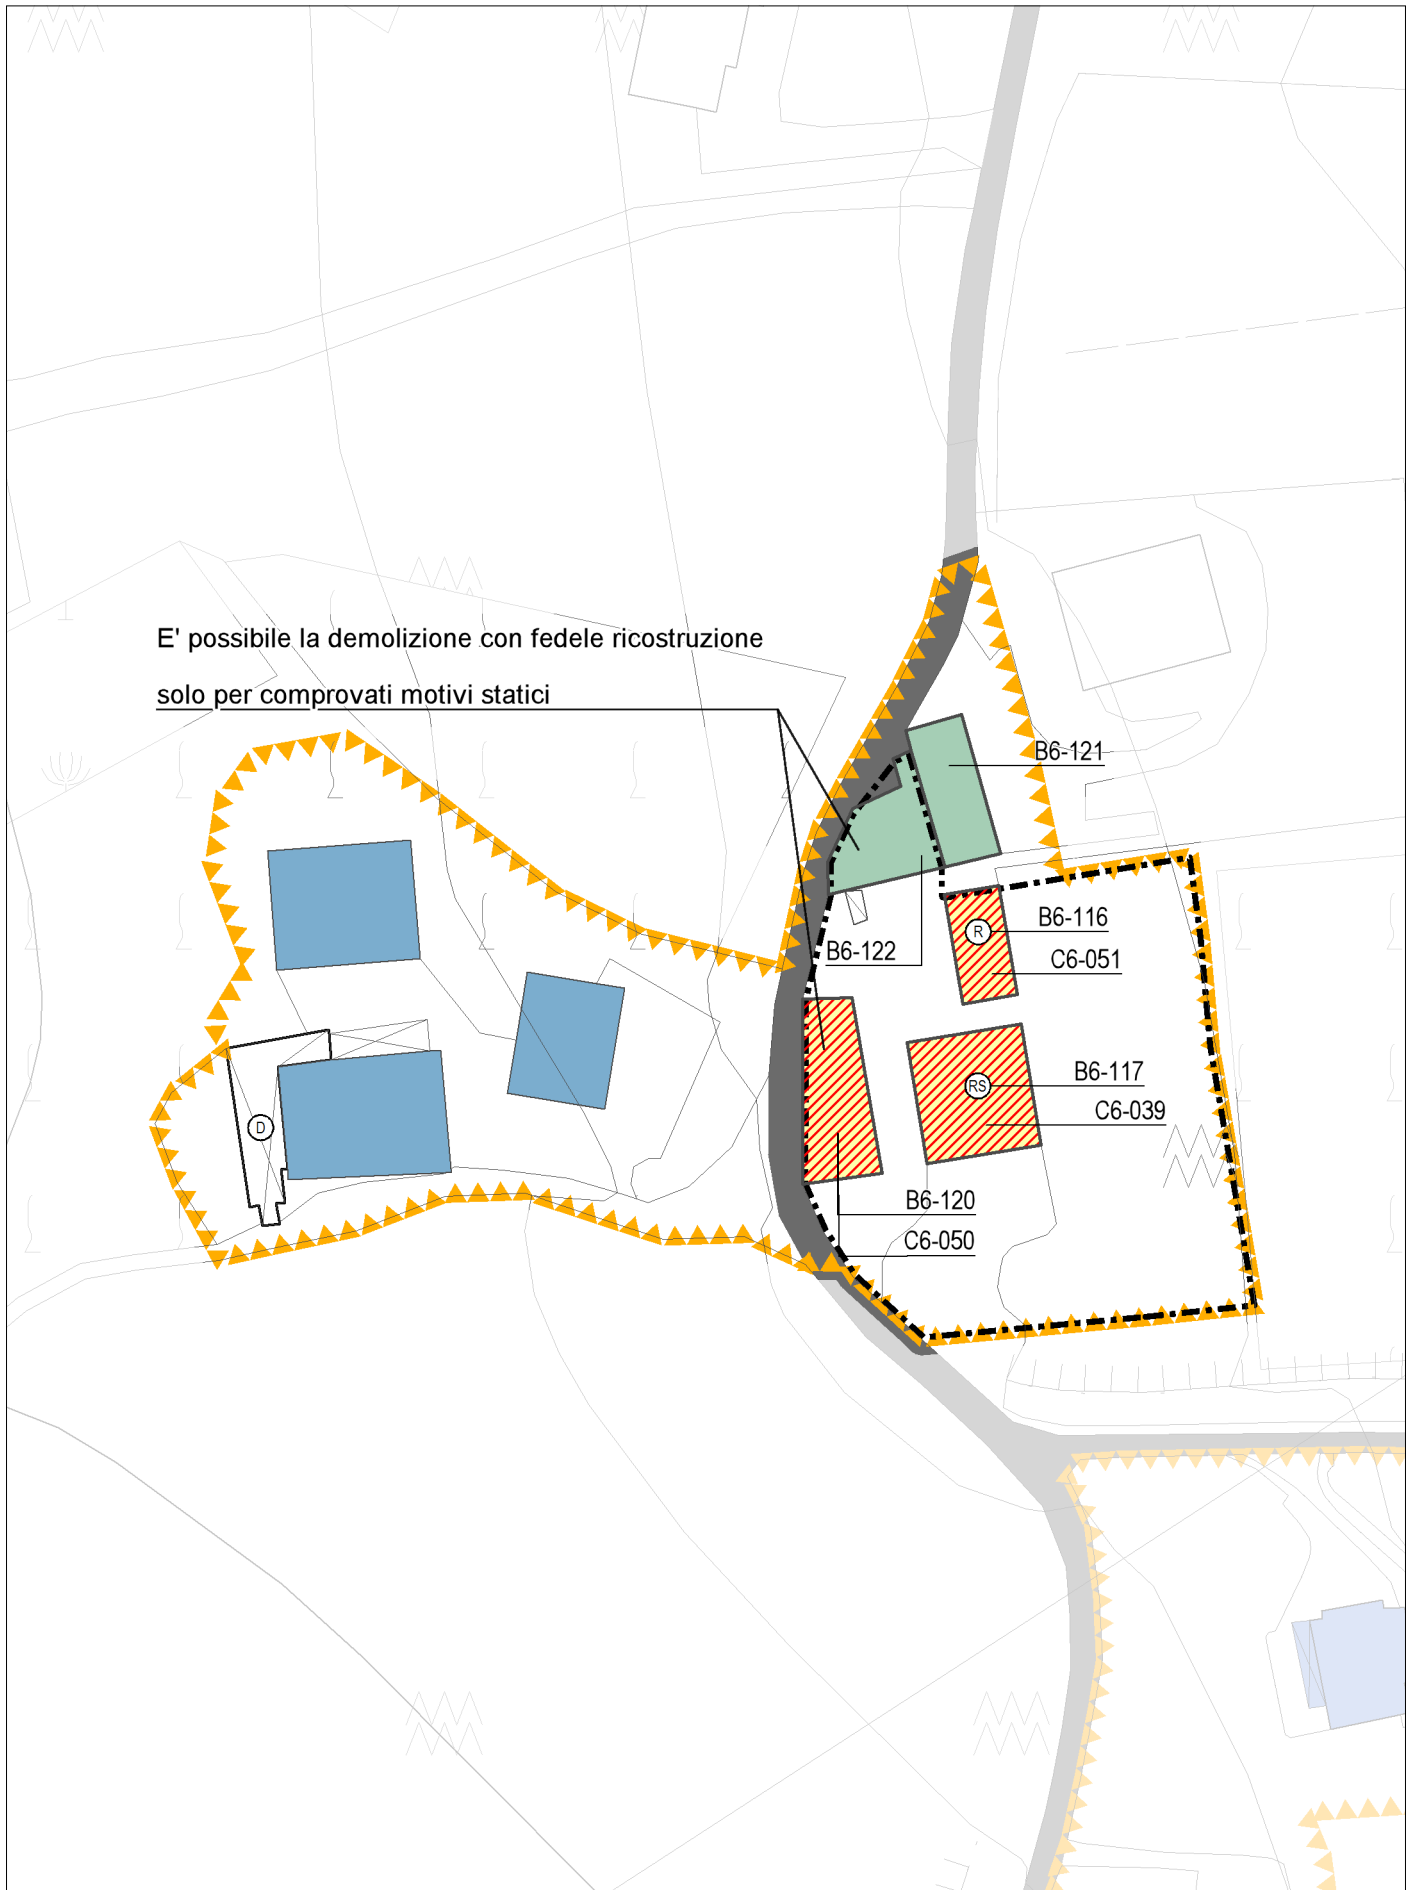 E' possibile la demolizione con fedele ricostruzione
solo per comprovati motivi statici
B6-121
R
B6-116
B6-122
C6-051
RS
B6-117
C6-039
D
B6-120
C6-050